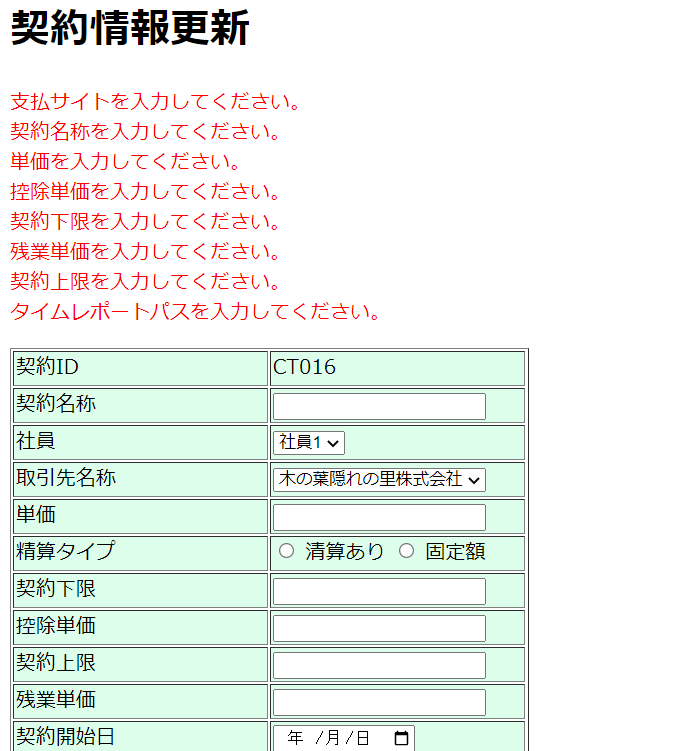 契約情報更新
支払サイトを入力してください。
契約名称を入力してください。
単価を入力してください。
控除単価を入力してください。
契約下限を入力してください。
残業単価を入力してください。
契約上限を入力してください。
タイムレポートパスを入力してください。
契約ID CT016
契約名称
社員 社員1
取引先名称 木の葉隠れの里株式会社
単価
精算タイプ 清算あり 固定額
契約下限
控除単価
契約上限
残業単価
契約開始日 年 /月/日